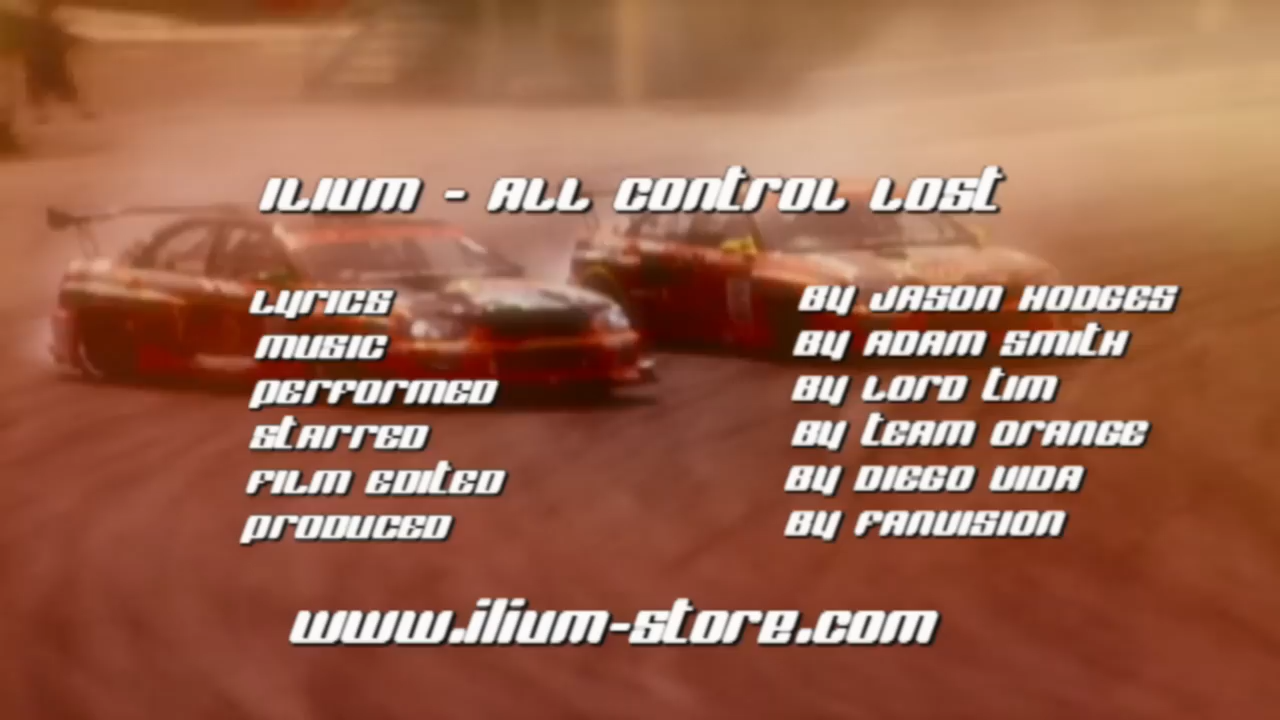 ILIUM - ALL CONTROL LOST
LYRICS BY JASON HODGES
MUSIC BY ADAM SMITH
PERFORMED BY LORD TIM
STARRED BY TEAM ORANGE
FILM EDITED BY DIEGO VIDA
PRODUCED BY FANVISION
www.ilium-store.com